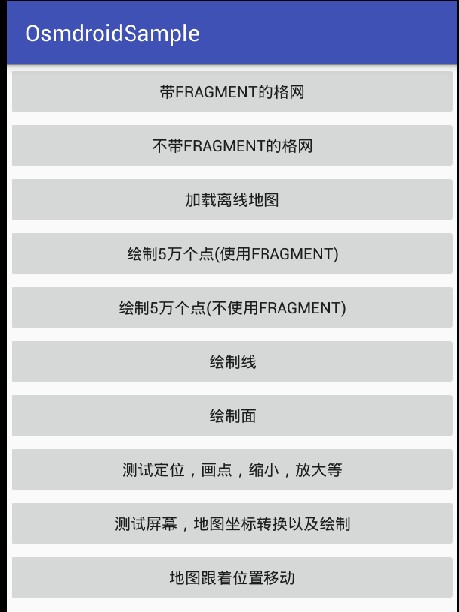 OsmdroidSample
带FRAGMENT的格网
不带FRAGMENT的格网
加载离线地图
绘制5万个点(使用FRAGMENT)
绘制5万个点(不使用FRAGMENT)
绘制线
绘制面
测试定位，画点，缩小，放大等
测试屏幕，地图坐标转换以及绘制
地图跟着位置移动